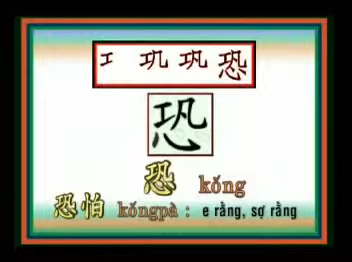 工 巩 巩 恐
恐
恐 kǒng
恐怕 kǒngpà : e rằng, sợ rằng